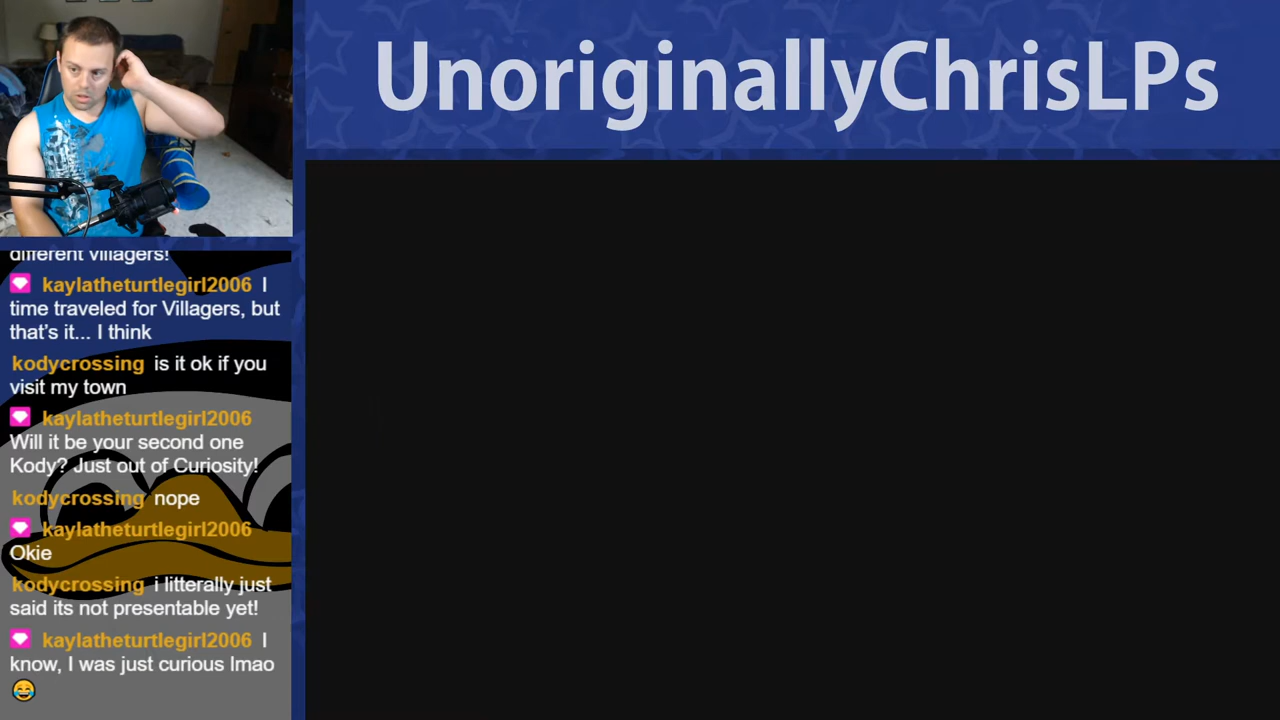 UnoriginallyChrisLPs
different villagers!
kaylatheturtlegirl2006 I
time traveled for Villagers, but
that's it... I think
kodycrossing is it ok if you
visit my town
kaylatheturtlegirl2006
Will it be your second one
Kody? Just out of Curiosity!
kodycrossing nope
kaylatheturtlegirl2006
Okie
kodycrossing i litterally just
said its not presentable yet!
kaylatheturtlegirl2006 I
know, I was just curious lmao
😂